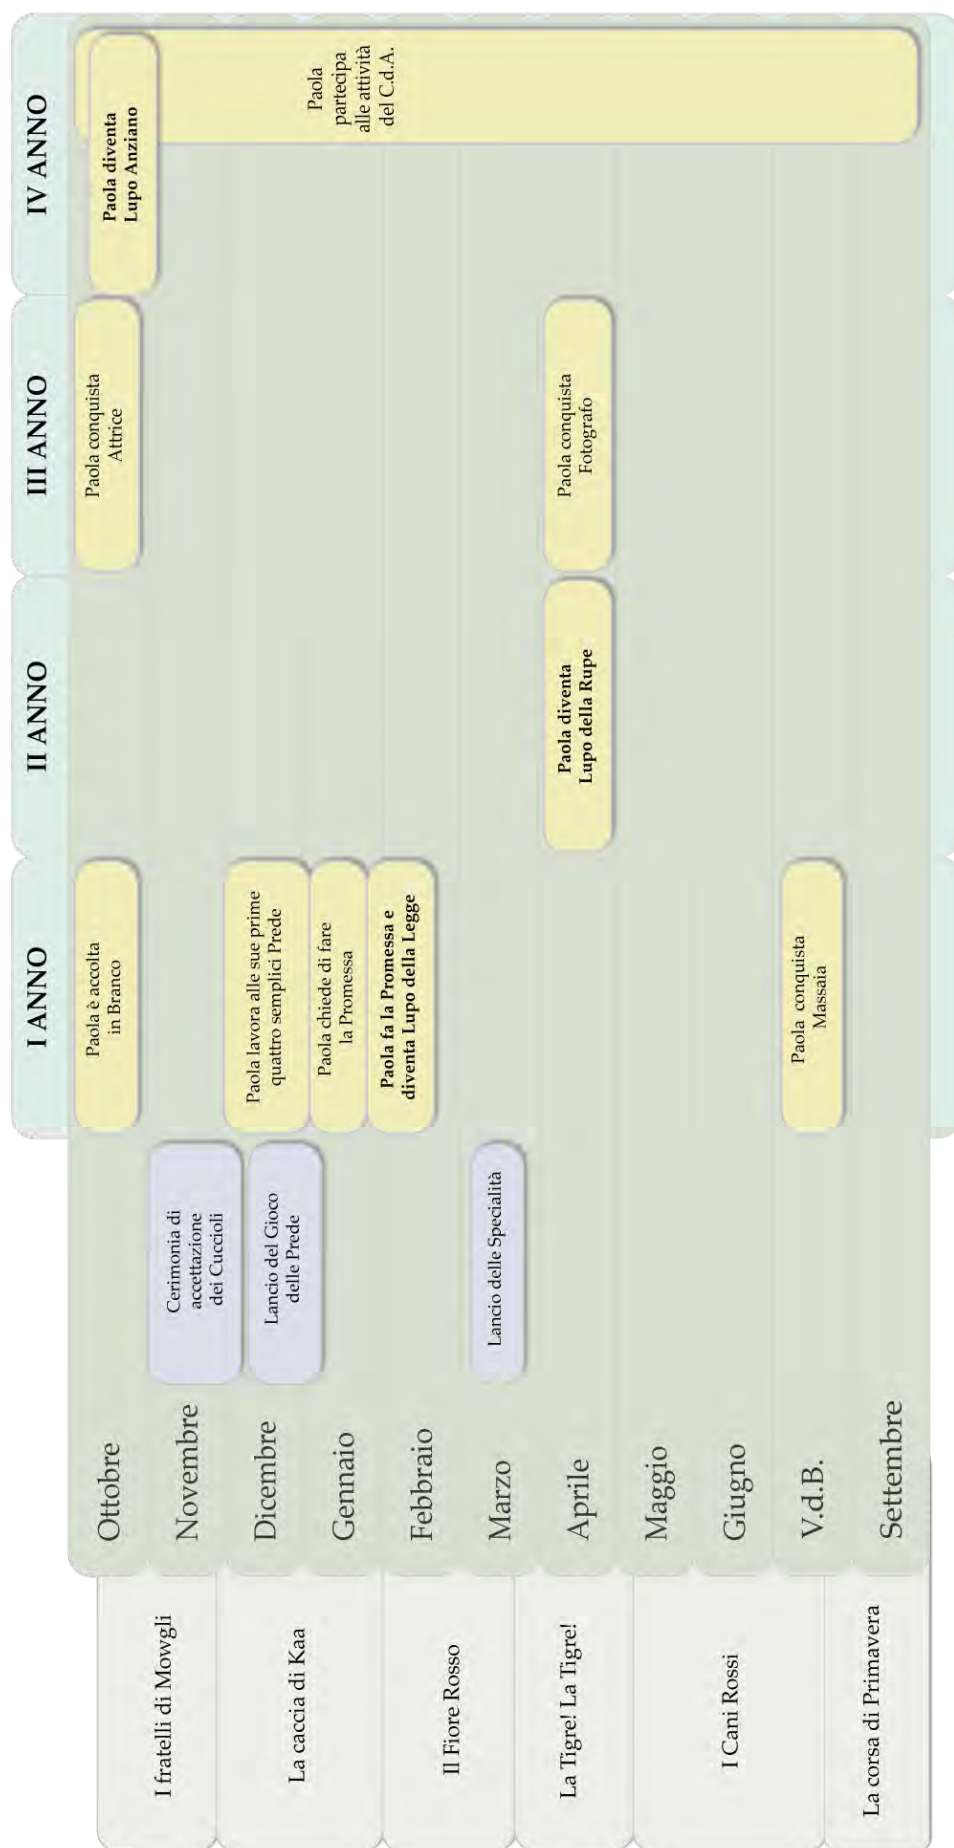 I ANNO
II ANNO
III ANNO
IV ANNO
I fratelli di Mowgli
La caccia di Kaa
Il Fiore Rosso
La Tigre! La Tigre!
I Cani Rossi
La corsa di Primavera
Ottobre
Novembre
Dicembre
Gennaio
Febbraio
Marzo
Aprile
Maggio
Giugno
V.d.B.
Settembre
Cerimonia di
accettazione
dei Cuccioli
Lancio del Gioco
delle Prede
Lancio delle Specialità
Paola è accolta
in Branco
Paola lavora alle sue prime
quattro semplici Prede
Paola chiede di fare
la Promessa
Paola fa la Promessa e
diventa Lupo della Legge
Paola conquista
Massaia
Paola diventa
Lupo della Rupe
Paola conquista
Attrice
Paola conquista
Fotografo
Paola diventa
Lupo Anziano
Paola
partecipa
alle attività
del C.d.A.